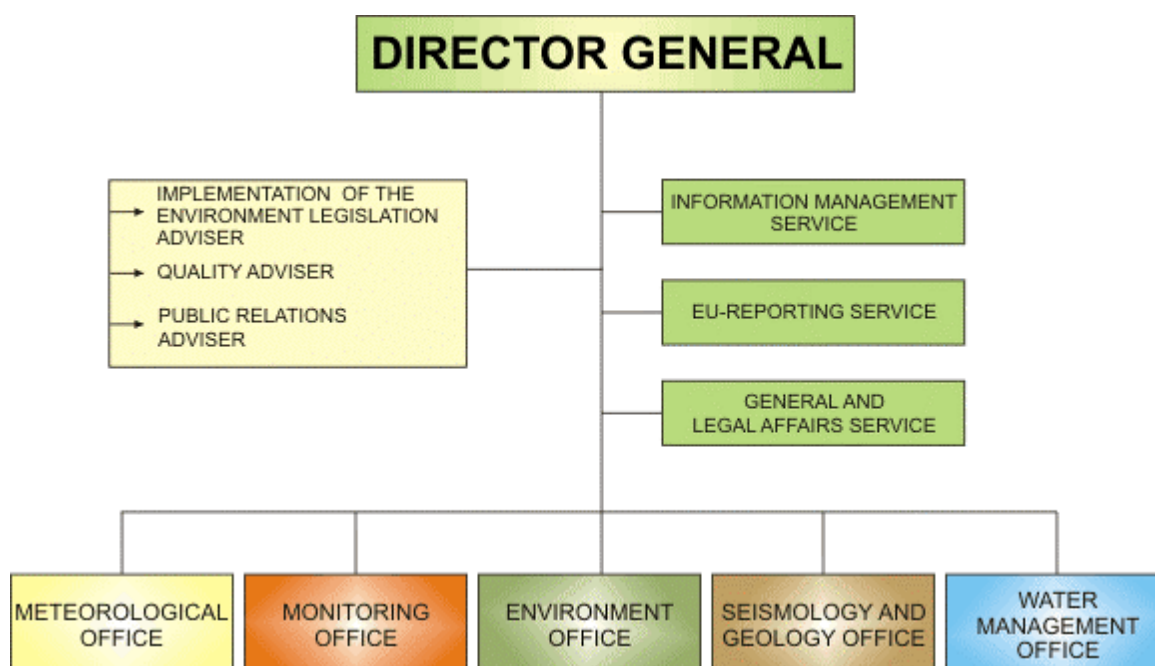 DIRECTOR GENERAL
IMPLEMENTATION OF THE
ENVIRONMENT LEGISLATION
ADVISER
QUALITY ADVISER
PUBLIC RELATIONS
ADVISER
INFORMATION MANAGEMENT
SERVICE
EU-REPORTING SERVICE
GENERAL AND
LEGAL AFFAIRS SERVICE
METEOROLOGICAL
OFFICE
MONITORING
OFFICE
ENVIRONMENT
OFFICE
SEISMOLOGY AND
GEOLOGY OFFICE
WATER
MANAGEMENT
OFFICE